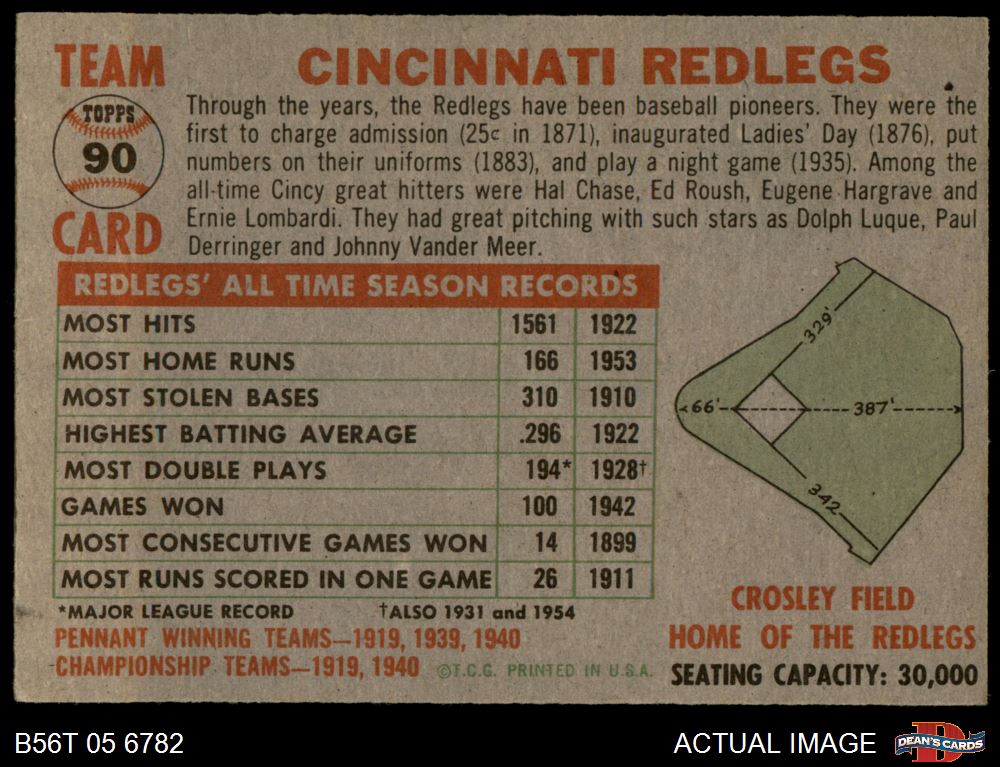 TEAM
TOPPS
90
CARD
CINCINNATI REDLEGS
Through the years, the Redlegs have been baseball pioneers. They were the
first to charge admission (25c in 1871), inaugurated Ladies' Day (1876), put
numbers on their uniforms (1883), and play a night game (1935). Among the
all-time Cincy great hitters were Hal Chase, Ed Roush, Eugene Hargrave and
Ernie Lombardi. They had great pitching with such stars as Dolph Luque, Paul
Derringer and Johnny Vander Meer.
REDLEGS' ALL TIME SEASON RECORDS
MOST HITS 1561 1922
MOST HOME RUNS 166 1953
MOST STOLEN BASES 310 1910
HIGHEST BATTING AVERAGE .296 1922
MOST DOUBLE PLAYS 194* 1928†
GAMES WON 100 1942
MOST CONSECUTIVE GAMES WON 14 1899
MOST RUNS SCORED IN ONE GAME 26 1911
*MAJOR LEAGUE RECORD †ALSO 1931 and 1954
PENNANT WINNING TEAMS—1919, 1939, 1940
CHAMPIONSHIP TEAMS—1919, 1940 ©T.C.G. PRINTED IN U.S.A.
329'
66'
387'
342
CROSLEY FIELD
HOME OF THE REDLEGS
SEATING CAPACITY: 30,000
B56T 05 6782
ACTUAL IMAGE
DEAN'S CARDS